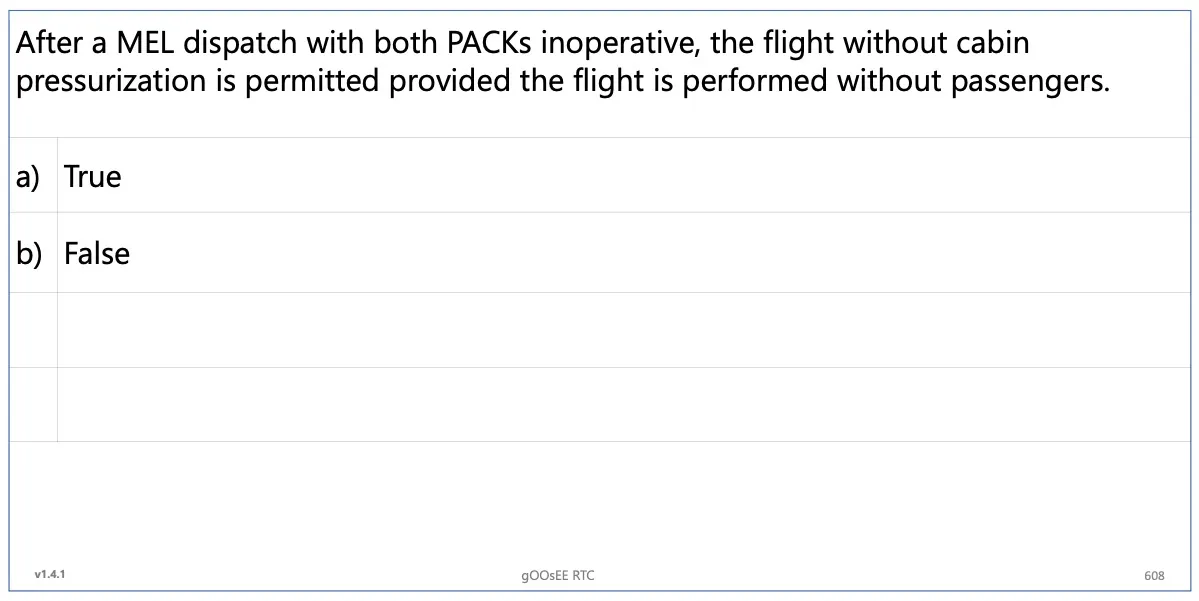 After a MEL dispatch with both PACKs inoperative, the flight without cabin
pressurization is permitted provided the flight is performed without passengers.
a) True
b) False
v1.4.1 gOOsEE RTC 608